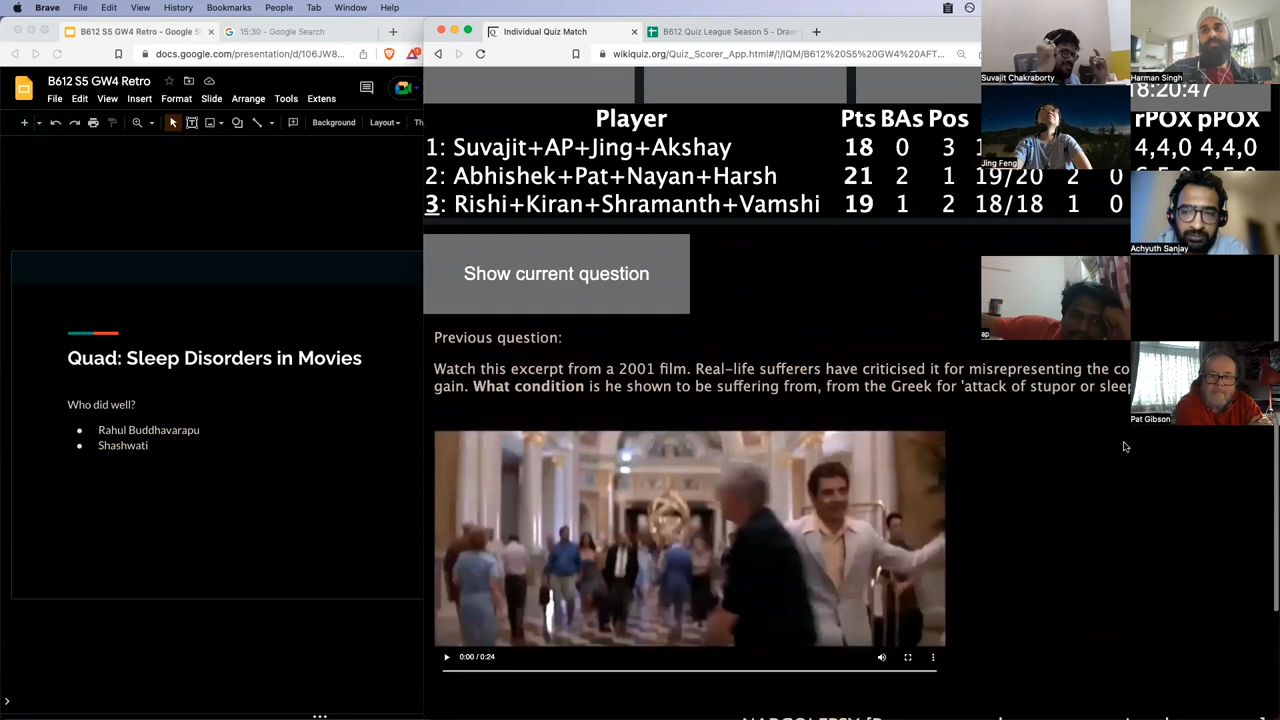 Brave File Edit View History Bookmarks People Tab Window Help
B612 S5 GW4 Retro - Google S
15:30 - Google Search
docs.google.com/presentation/d/106JW8...
B612 S5 GW4 Retro
File Edit View Insert Format Slide Arrange Tools Extens
Background Layout
Quad: Sleep Disorders in Movies
Who did well?
● Rahul Buddhavarapu
● Shashwati
Individual Quiz Match
B612 Quiz League Season 5 - Draw
wikiquiz.org/Quiz_Scorer_App.html#/!/IQM/B612%20S5%20GW4%20AFT...
18:20:47
Player Pts BAs Pos rPOX pPOX
1: Suvajit+AP+Jing+Akshay 18 0 3 4,4,0 4,4,0
2: Abhishek+Pat+Nayan+Harsh 21 2 1 19/20 2 0
3: Rishi+Kiran+Shramanth+Vamshi 19 1 2 18/18 1 0
Show current question
Previous question:
Watch this excerpt from a 2001 film. Real-life sufferers have criticised it for misrepresenting the co
gain. What condition is he shown to be suffering from, from the Greek for 'attack of stupor or sleep
0:00 / 0:24
Suvajit Chakraborty
Harman Singh
Jing Feng
Achyuth Sanjay
ap
Pat Gibson